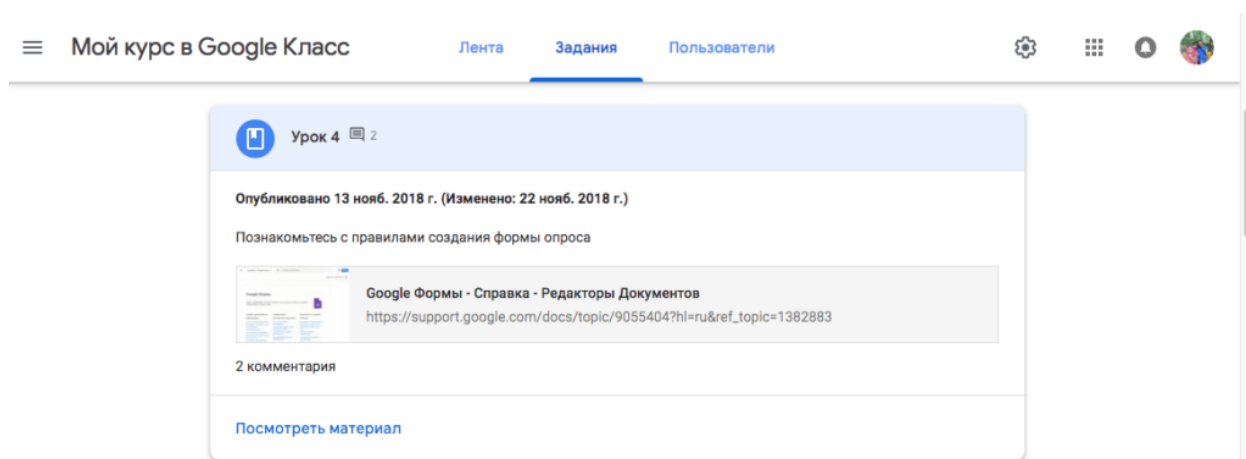 Мой курс в Google Класс
Лента
Задания
Пользователи
Урок 4 2
Опубликовано 13 нояб. 2018 г. (Изменено: 22 нояб. 2018 г.)
Познакомьтесь с правилами создания формы опроса
Google Формы - Справка - Редакторы Документов
https://support.google.com/docs/topic/9055404?hl=ru&ref_topic=1382883
2 комментария
Посмотреть материал